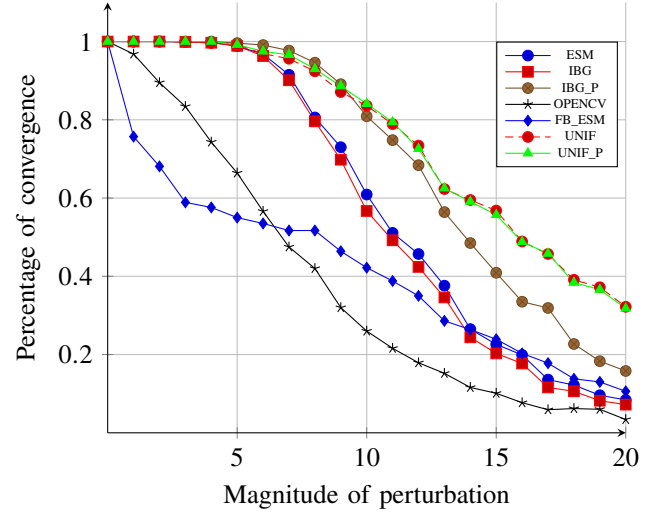 1
0.8
0.6
0.4
0.2
5
10
15
20
Percentage of convergence
Magnitude of perturbation
ESM
IBG
IBG_P
OPENCV
FB_ESM
UNIF
UNIF_P